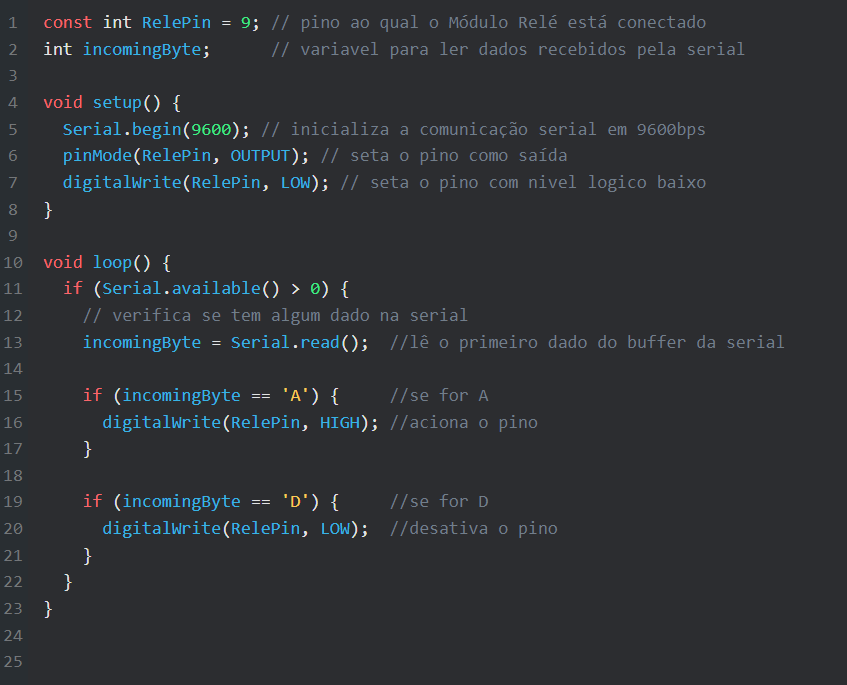 1 const int RelePin = 9; // pino ao qual o Módulo Relé está conectado
2 int incomingByte;      // variavel para ler dados recebidos pela serial
3
4 void setup() {
5   Serial.begin(9600); // inicializa a comunicação serial em 9600bps
6   pinMode(RelePin, OUTPUT); // seta o pino como saída
7   digitalWrite(RelePin, LOW); // seta o pino com nivel logico baixo
8 }
9
10 void loop() {
11   if (Serial.available() > 0) {
12     // verifica se tem algum dado na serial
13     incomingByte = Serial.read();  //lê o primeiro dado do buffer da serial
14
15     if (incomingByte == 'A') {     //se for A
16       digitalWrite(RelePin, HIGH); //aciona o pino
17     }
18
19     if (incomingByte == 'D') {     //se for D
20       digitalWrite(RelePin, LOW);  //desativa o pino
21     }
22   }
23 }
24
25